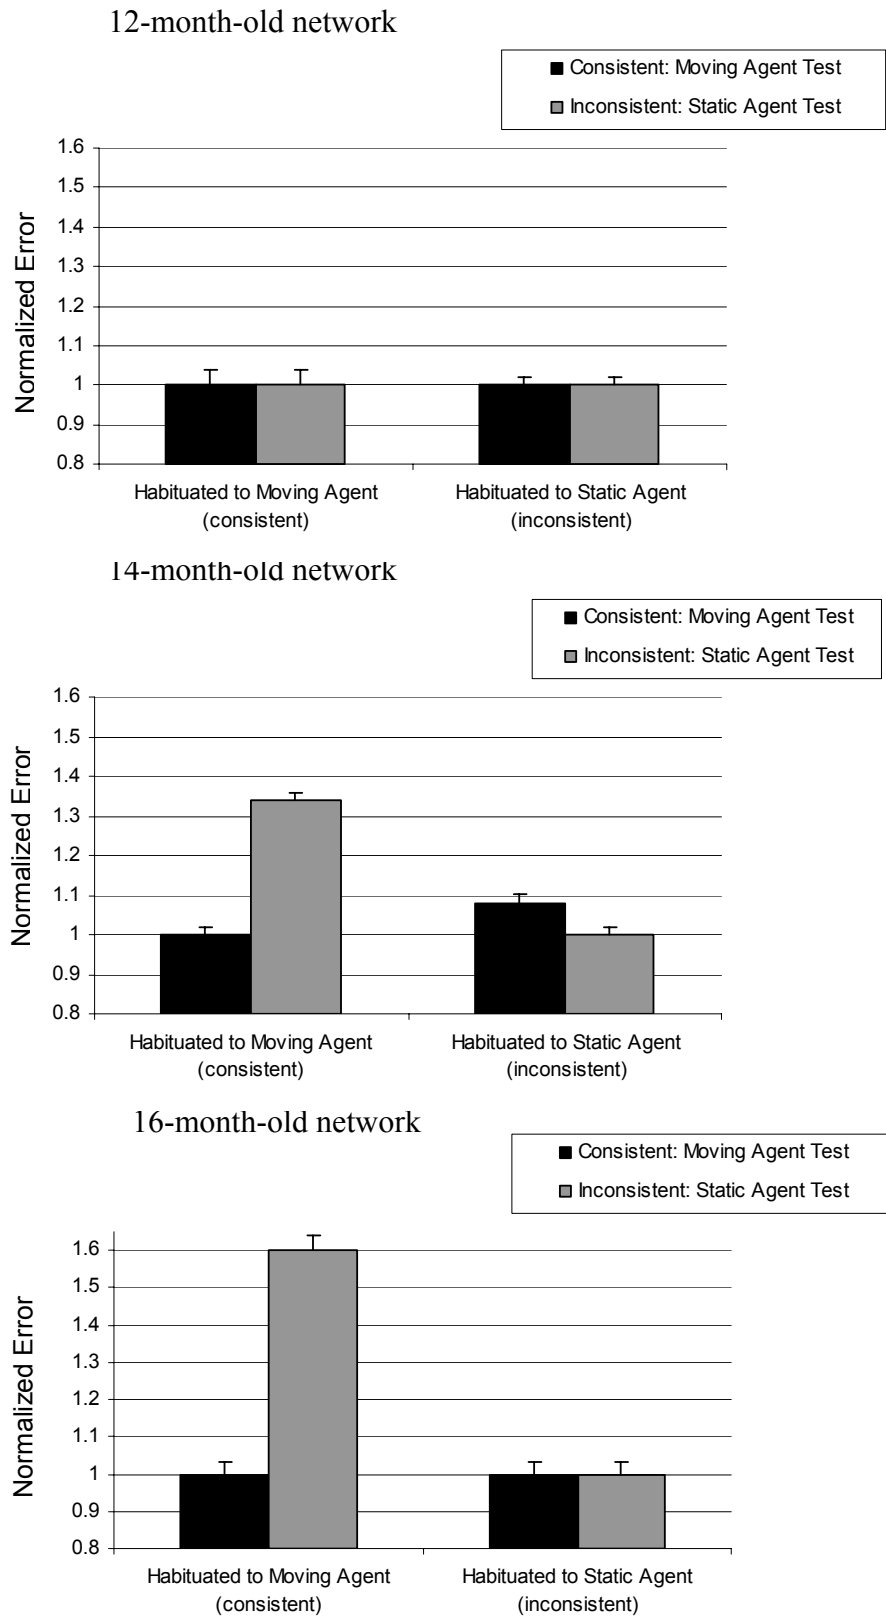 12-month-old network
Consistent: Moving Agent Test
Inconsistent: Static Agent Test
Normalized Error
1.6
1.5
1.4
1.3
1.2
1.1
1
0.9
0.8
Habituated to Moving Agent
(consistent)
Habituated to Static Agent
(inconsistent)
14-month-old network
Consistent: Moving Agent Test
Inconsistent: Static Agent Test
Normalized Error
1.6
1.5
1.4
1.3
1.2
1.1
1
0.9
0.8
Habituated to Moving Agent
(consistent)
Habituated to Static Agent
(inconsistent)
16-month-old network
Consistent: Moving Agent Test
Inconsistent: Static Agent Test
Normalized Error
1.6
1.5
1.4
1.3
1.2
1.1
1
0.9
0.8
Habituated to Moving Agent
(consistent)
Habituated to Static Agent
(inconsistent)